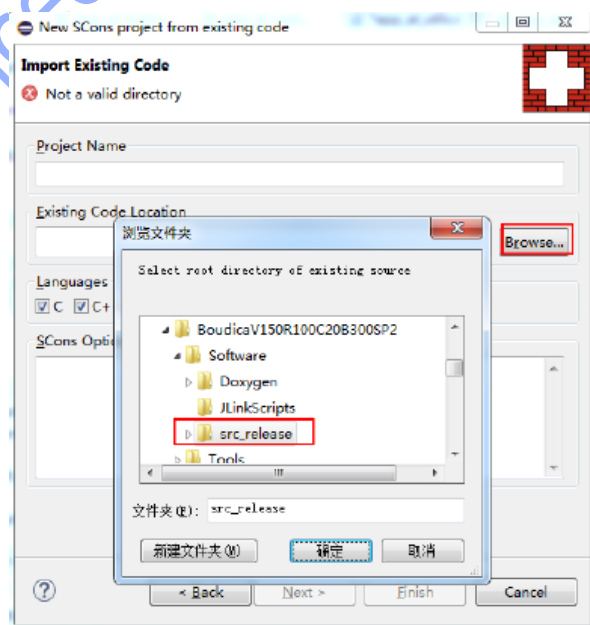 New SCons project from existing code
Import Existing Code
Not a valid directory
Project Name
Existing Code Location
Browse...
浏览文件夹
Select root directory of existing source
Languages
C C+
SCons Optio
BoudicaV150R100C20B300SP2
Software
Doxygen
JLinkScripts
src_release
Tools
文件夹(F): src_release
新建文件夹(N) 确定 取消
< Back Next > Finish Cancel